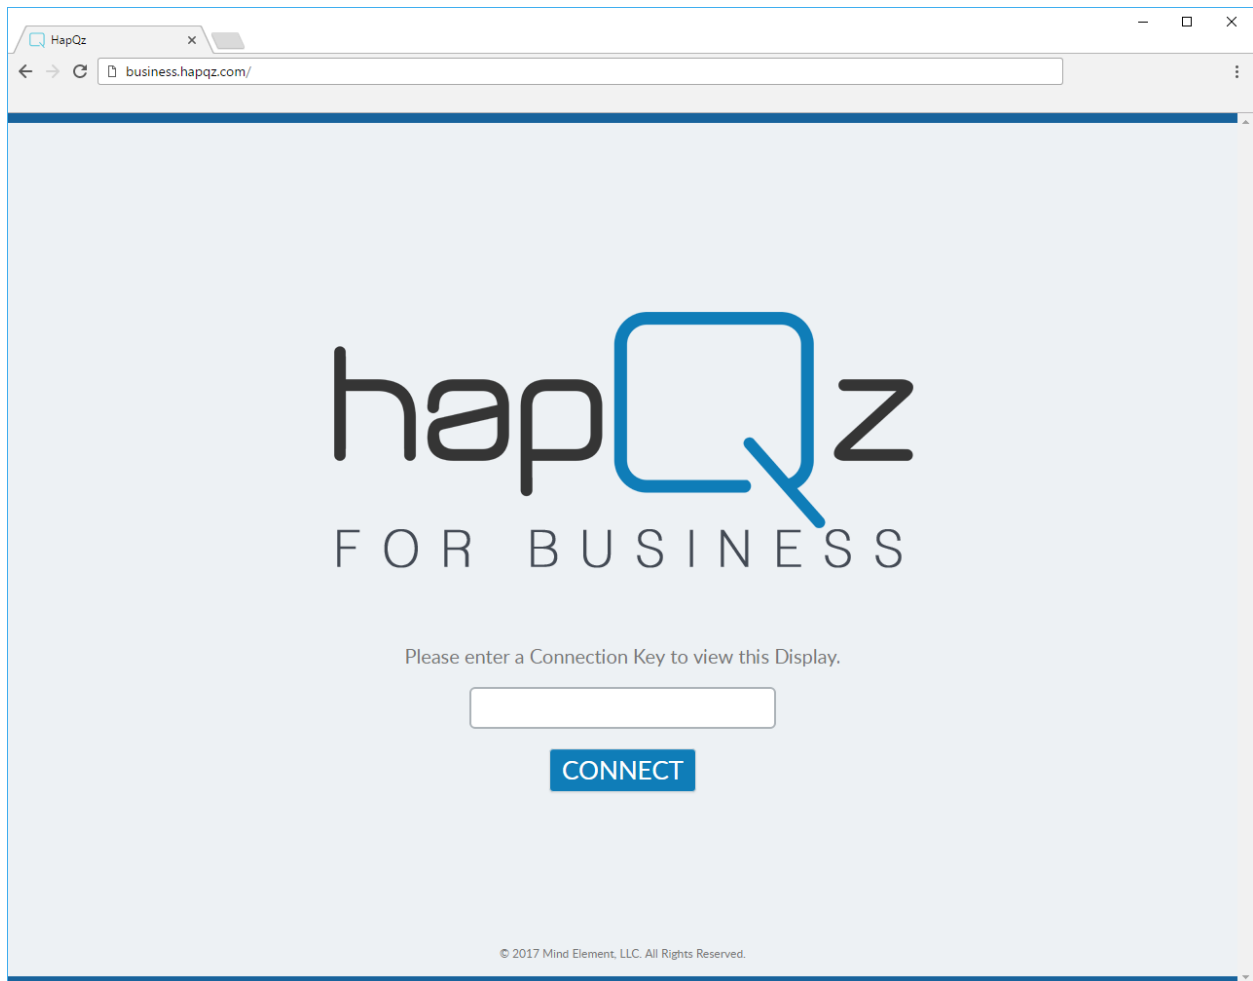 HapQz
business.hapqz.com/
hapQz
FOR BUSINESS
Please enter a Connection Key to view this Display.
CONNECT
© 2017 Mind Element, LLC. All Rights Reserved.